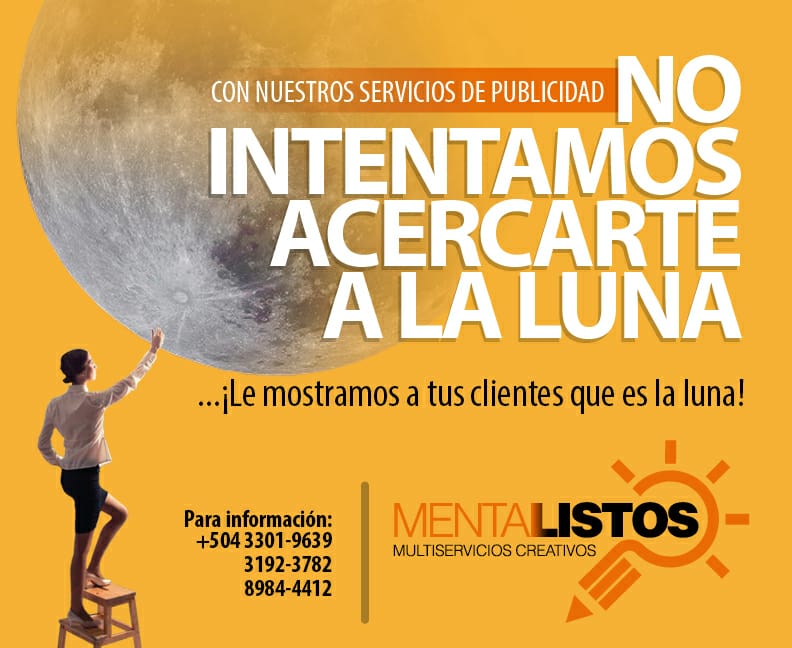 CON NUESTROS SERVICIOS DE PUBLICIDAD NO
INTENTAMOS
ACERCARTE
A LA LUNA
...¡Le mostramos a tus clientes que es la luna!
Para información:
+504 3301-9639
3192-3782
8984-4412
MENTALISTOS
MULTISERVICIOS CREATIVOS